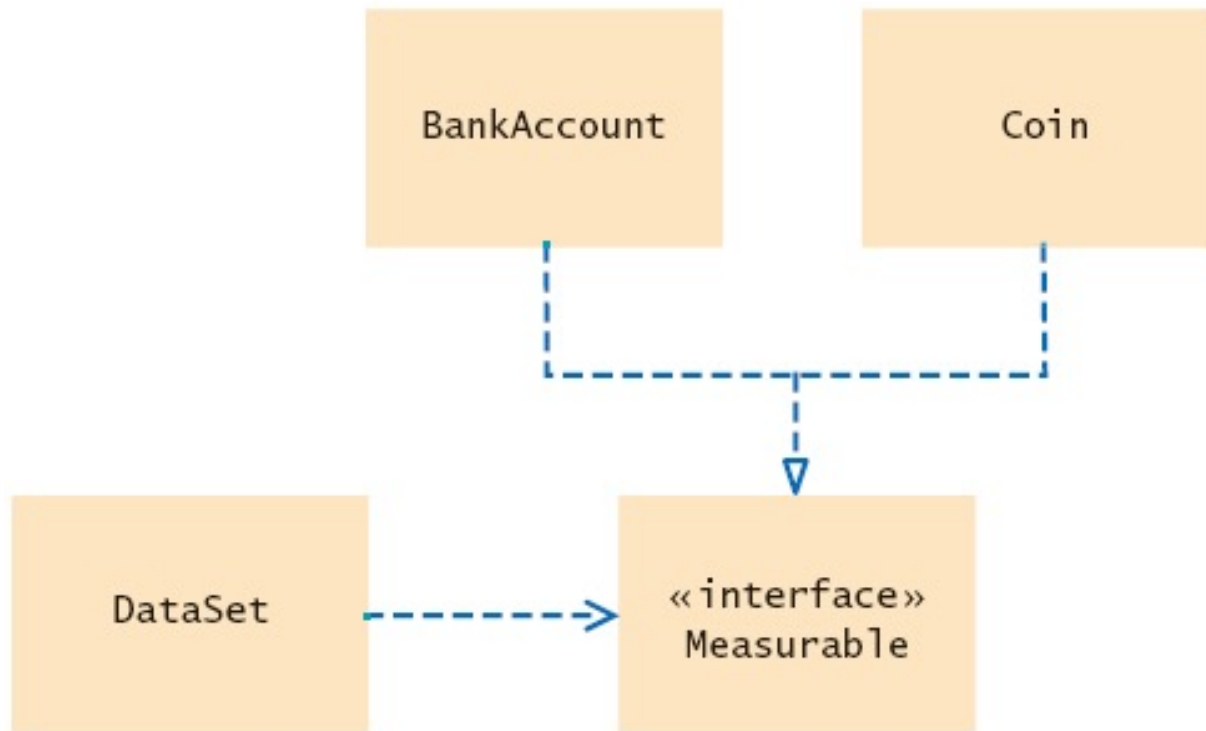 BankAccount
Coin
DataSet
«interface»
Measurable